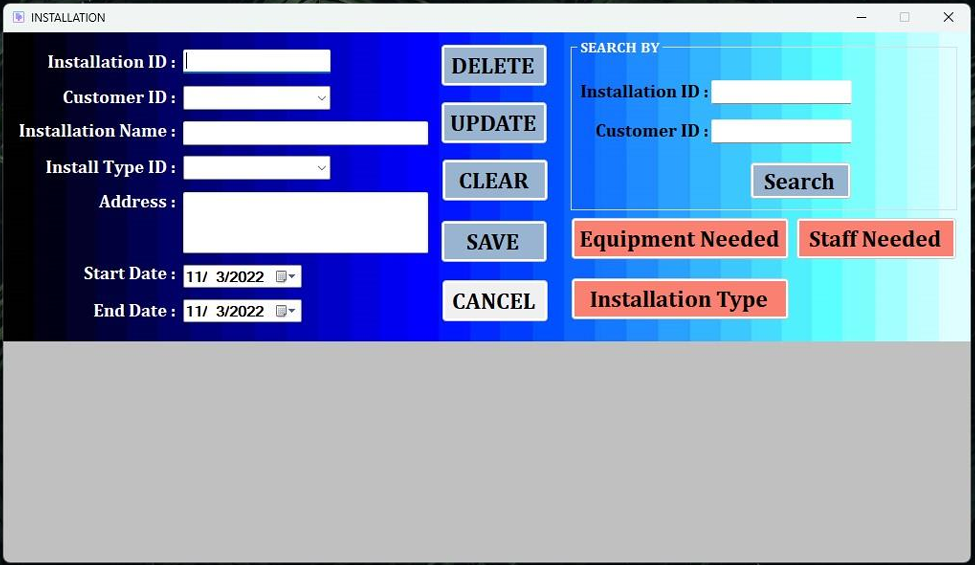 INSTALLATION
Installation ID :
Customer ID :
Installation Name :
Install Type ID :
Address :
Start Date : 11/ 3/2022
End Date : 11/ 3/2022
DELETE
UPDATE
CLEAR
SAVE
CANCEL
SEARCH BY
Installation ID :
Customer ID :
Search
Equipment Needed
Staff Needed
Installation Type